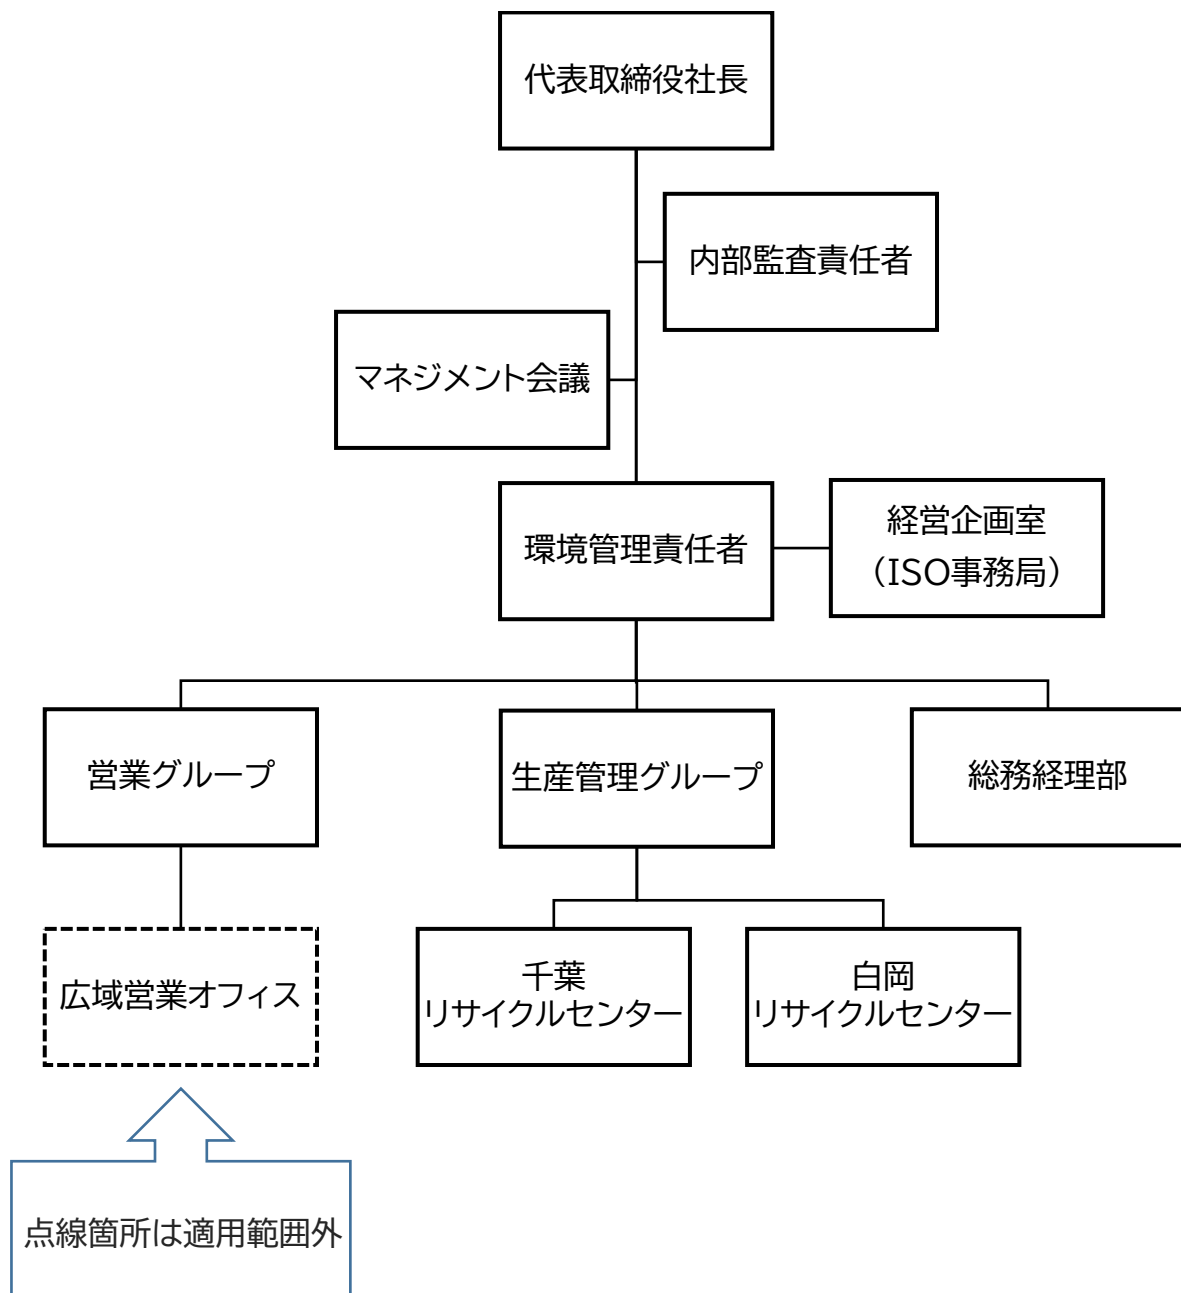 代表取締役社長
内部監査責任者
マネジメント会議
環境管理責任者
経営企画室
（ISO事務局）
営業グループ
生産管理グループ
総務経理部
広域営業オフィス
千葉
リサイクルセンター
白岡
リサイクルセンター
点線箇所は適用範囲外